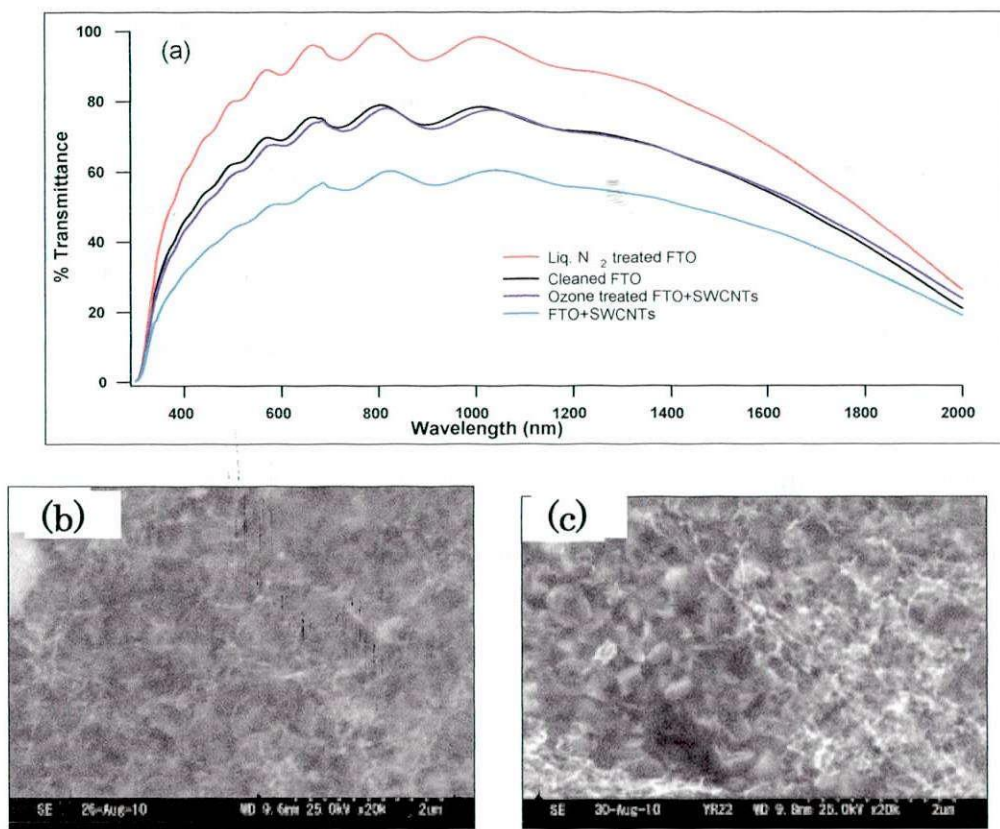 (a)
100
80
60
40
20
0
% Transmittance
Liq. N 2 treated FTO
Cleaned FTO
Ozone treated FTO+SWCNTs
FTO+SWCNTs
400 600 800 1000 1200 1400 1600 1800 2000
Wavelength (nm)
(b)
SE 26-Aug-10 WD 9.6mm 25.0kV x20k 2um
(c)
SE 30-Aug-10 YR22 WD 9.8mm 25.0kV x20k 2um